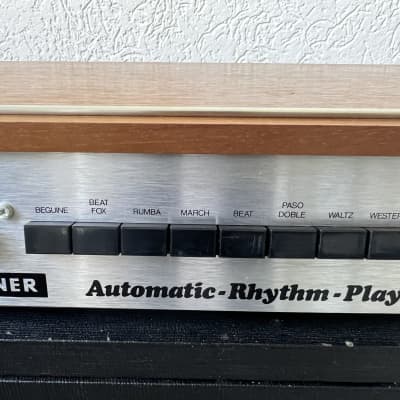 BEGUINE BEAT FOX RUMBA MARCH BEAT PASO DOBLE WALTZ WESTER
NER Automatic-Rhythm-Play